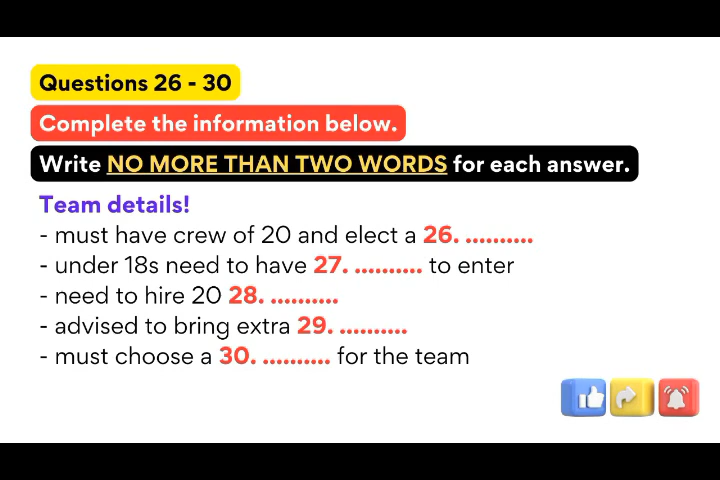 Questions 26 - 30
Complete the information below.
Write NO MORE THAN TWO WORDS for each answer.
Team details!
- must have crew of 20 and elect a 26. ..........
- under 18s need to have 27. .......... to enter
- need to hire 20 28. ..........
- advised to bring extra 29. ..........
- must choose a 30. .......... for the team